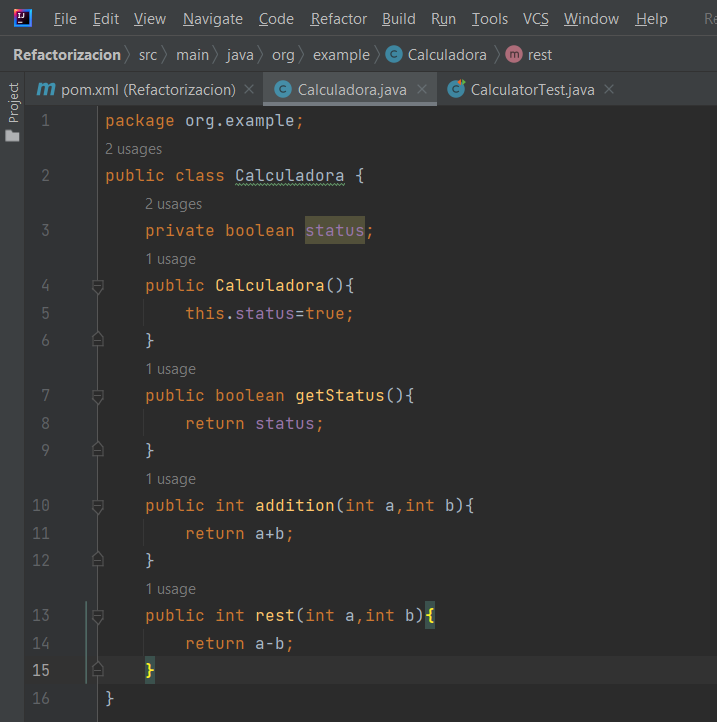 File Edit View Navigate Code Refactor Build Run Tools VCS Window Help Re
Refactorizacion src main java org example C Calculadora m rest
Project
m pom.xml (Refactorizacion) C Calculadora.java C CalculatorTest.java
1 package org.example;
2 usages
2 public class Calculadora {
2 usages
3 private boolean status;
1 usage
4 public Calculadora(){
5 this.status=true;
6 }
1 usage
7 public boolean getStatus(){
8 return status;
9 }
1 usage
10 public int addition(int a,int b){
11 return a+b;
12 }
1 usage
13 public int rest(int a,int b){
14 return a-b;
15 }
16 }